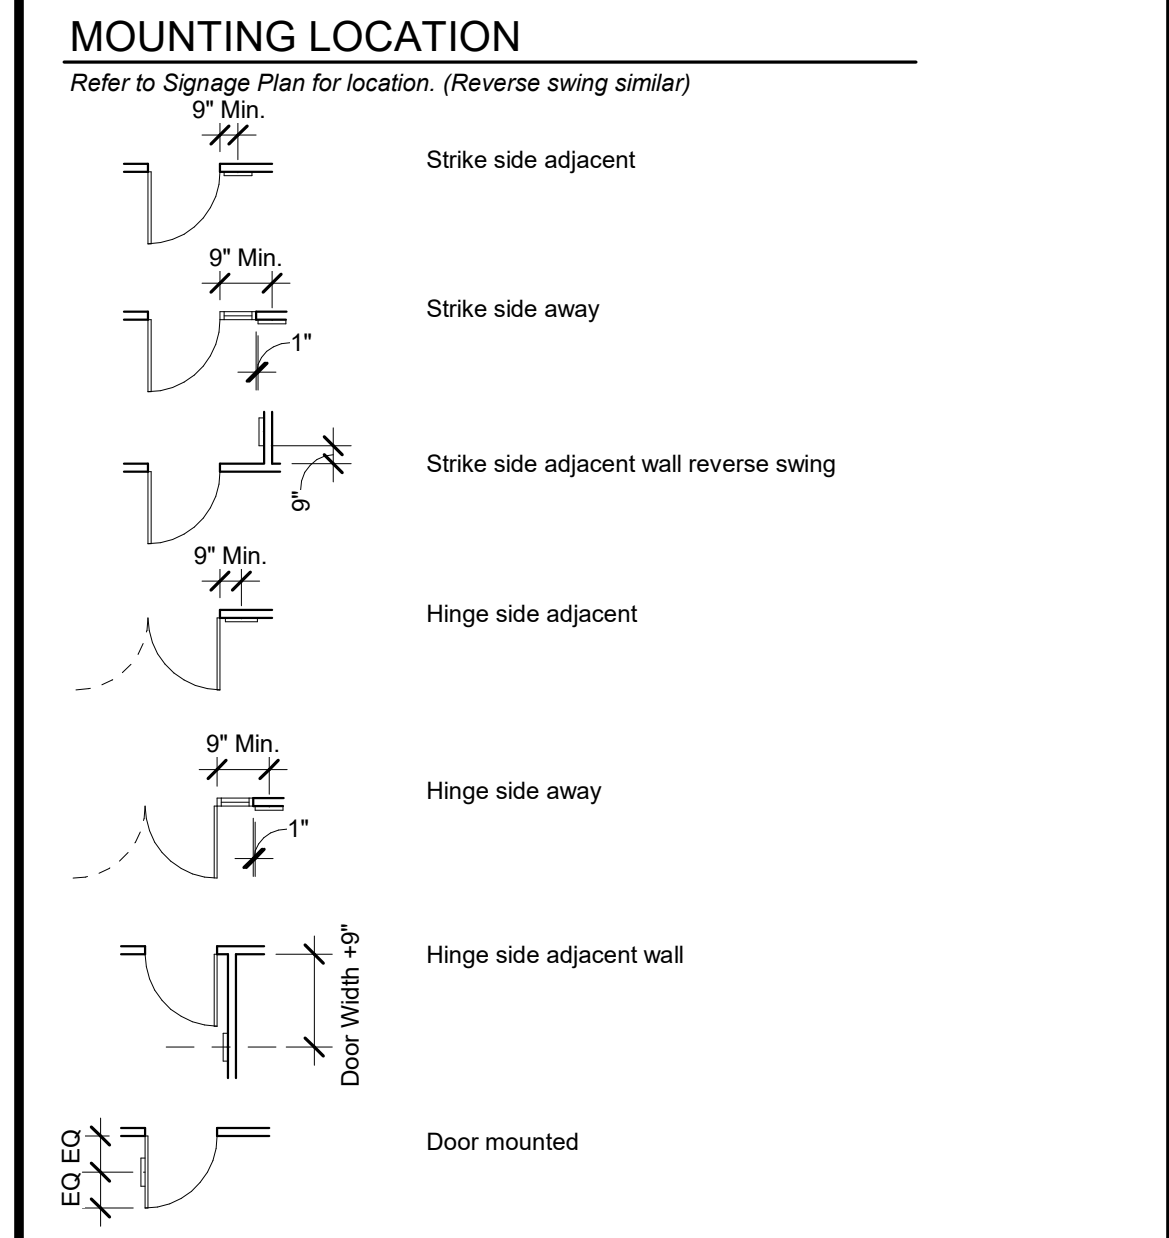 MOUNTING LOCATION
Refer to Signage Plan for location. (Reverse swing similar)
9" Min.
Strike side adjacent
9" Min.
Strike side away
1"
Strike side adjacent wall reverse swing
9"
9" Min.
Hinge side adjacent
9" Min.
Hinge side away
1"
Hinge side adjacent wall
Door Width +9"
Door mounted
EQ EQ